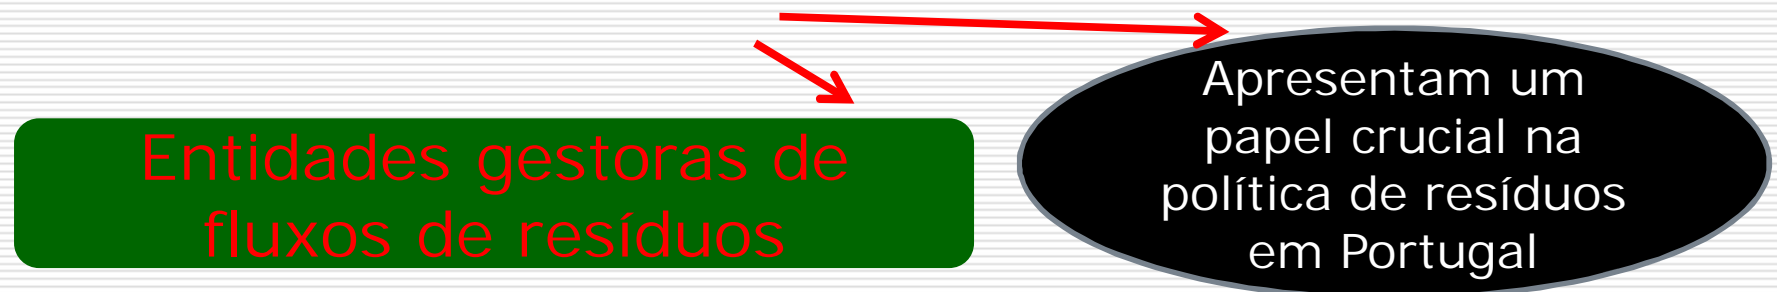 Entidades gestoras de
fluxos de resíduos
Apresentam um
papel crucial na
política de resíduos
em Portugal